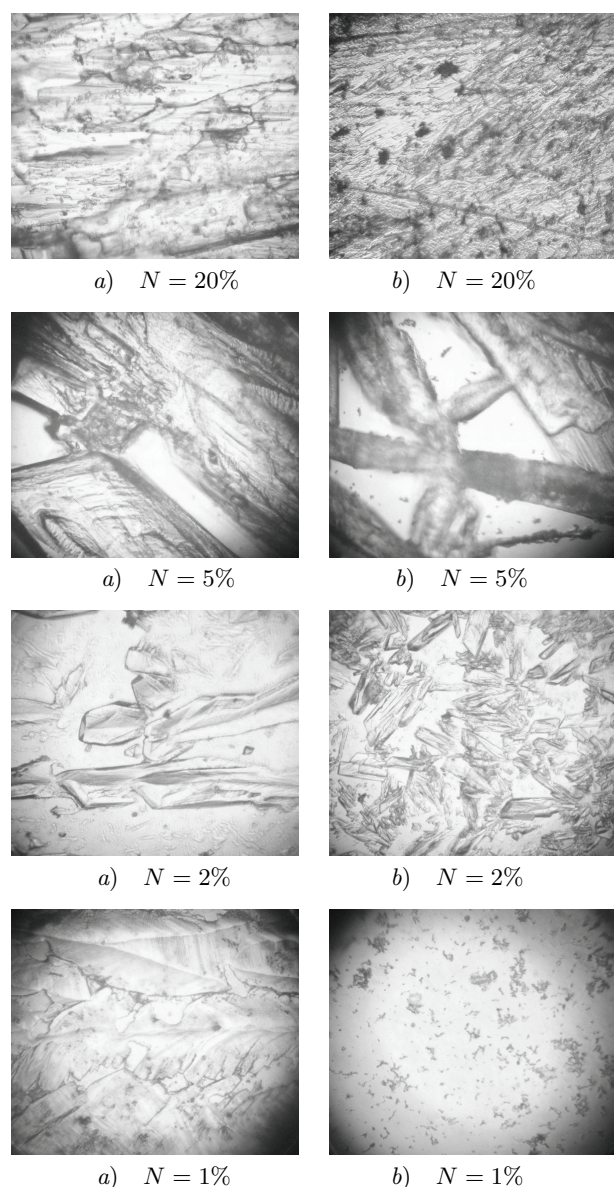 a) N = 20% b) N = 20%
a) N = 5% b) N = 5%
a) N = 2% b) N = 2%
a) N = 1% b) N = 1%